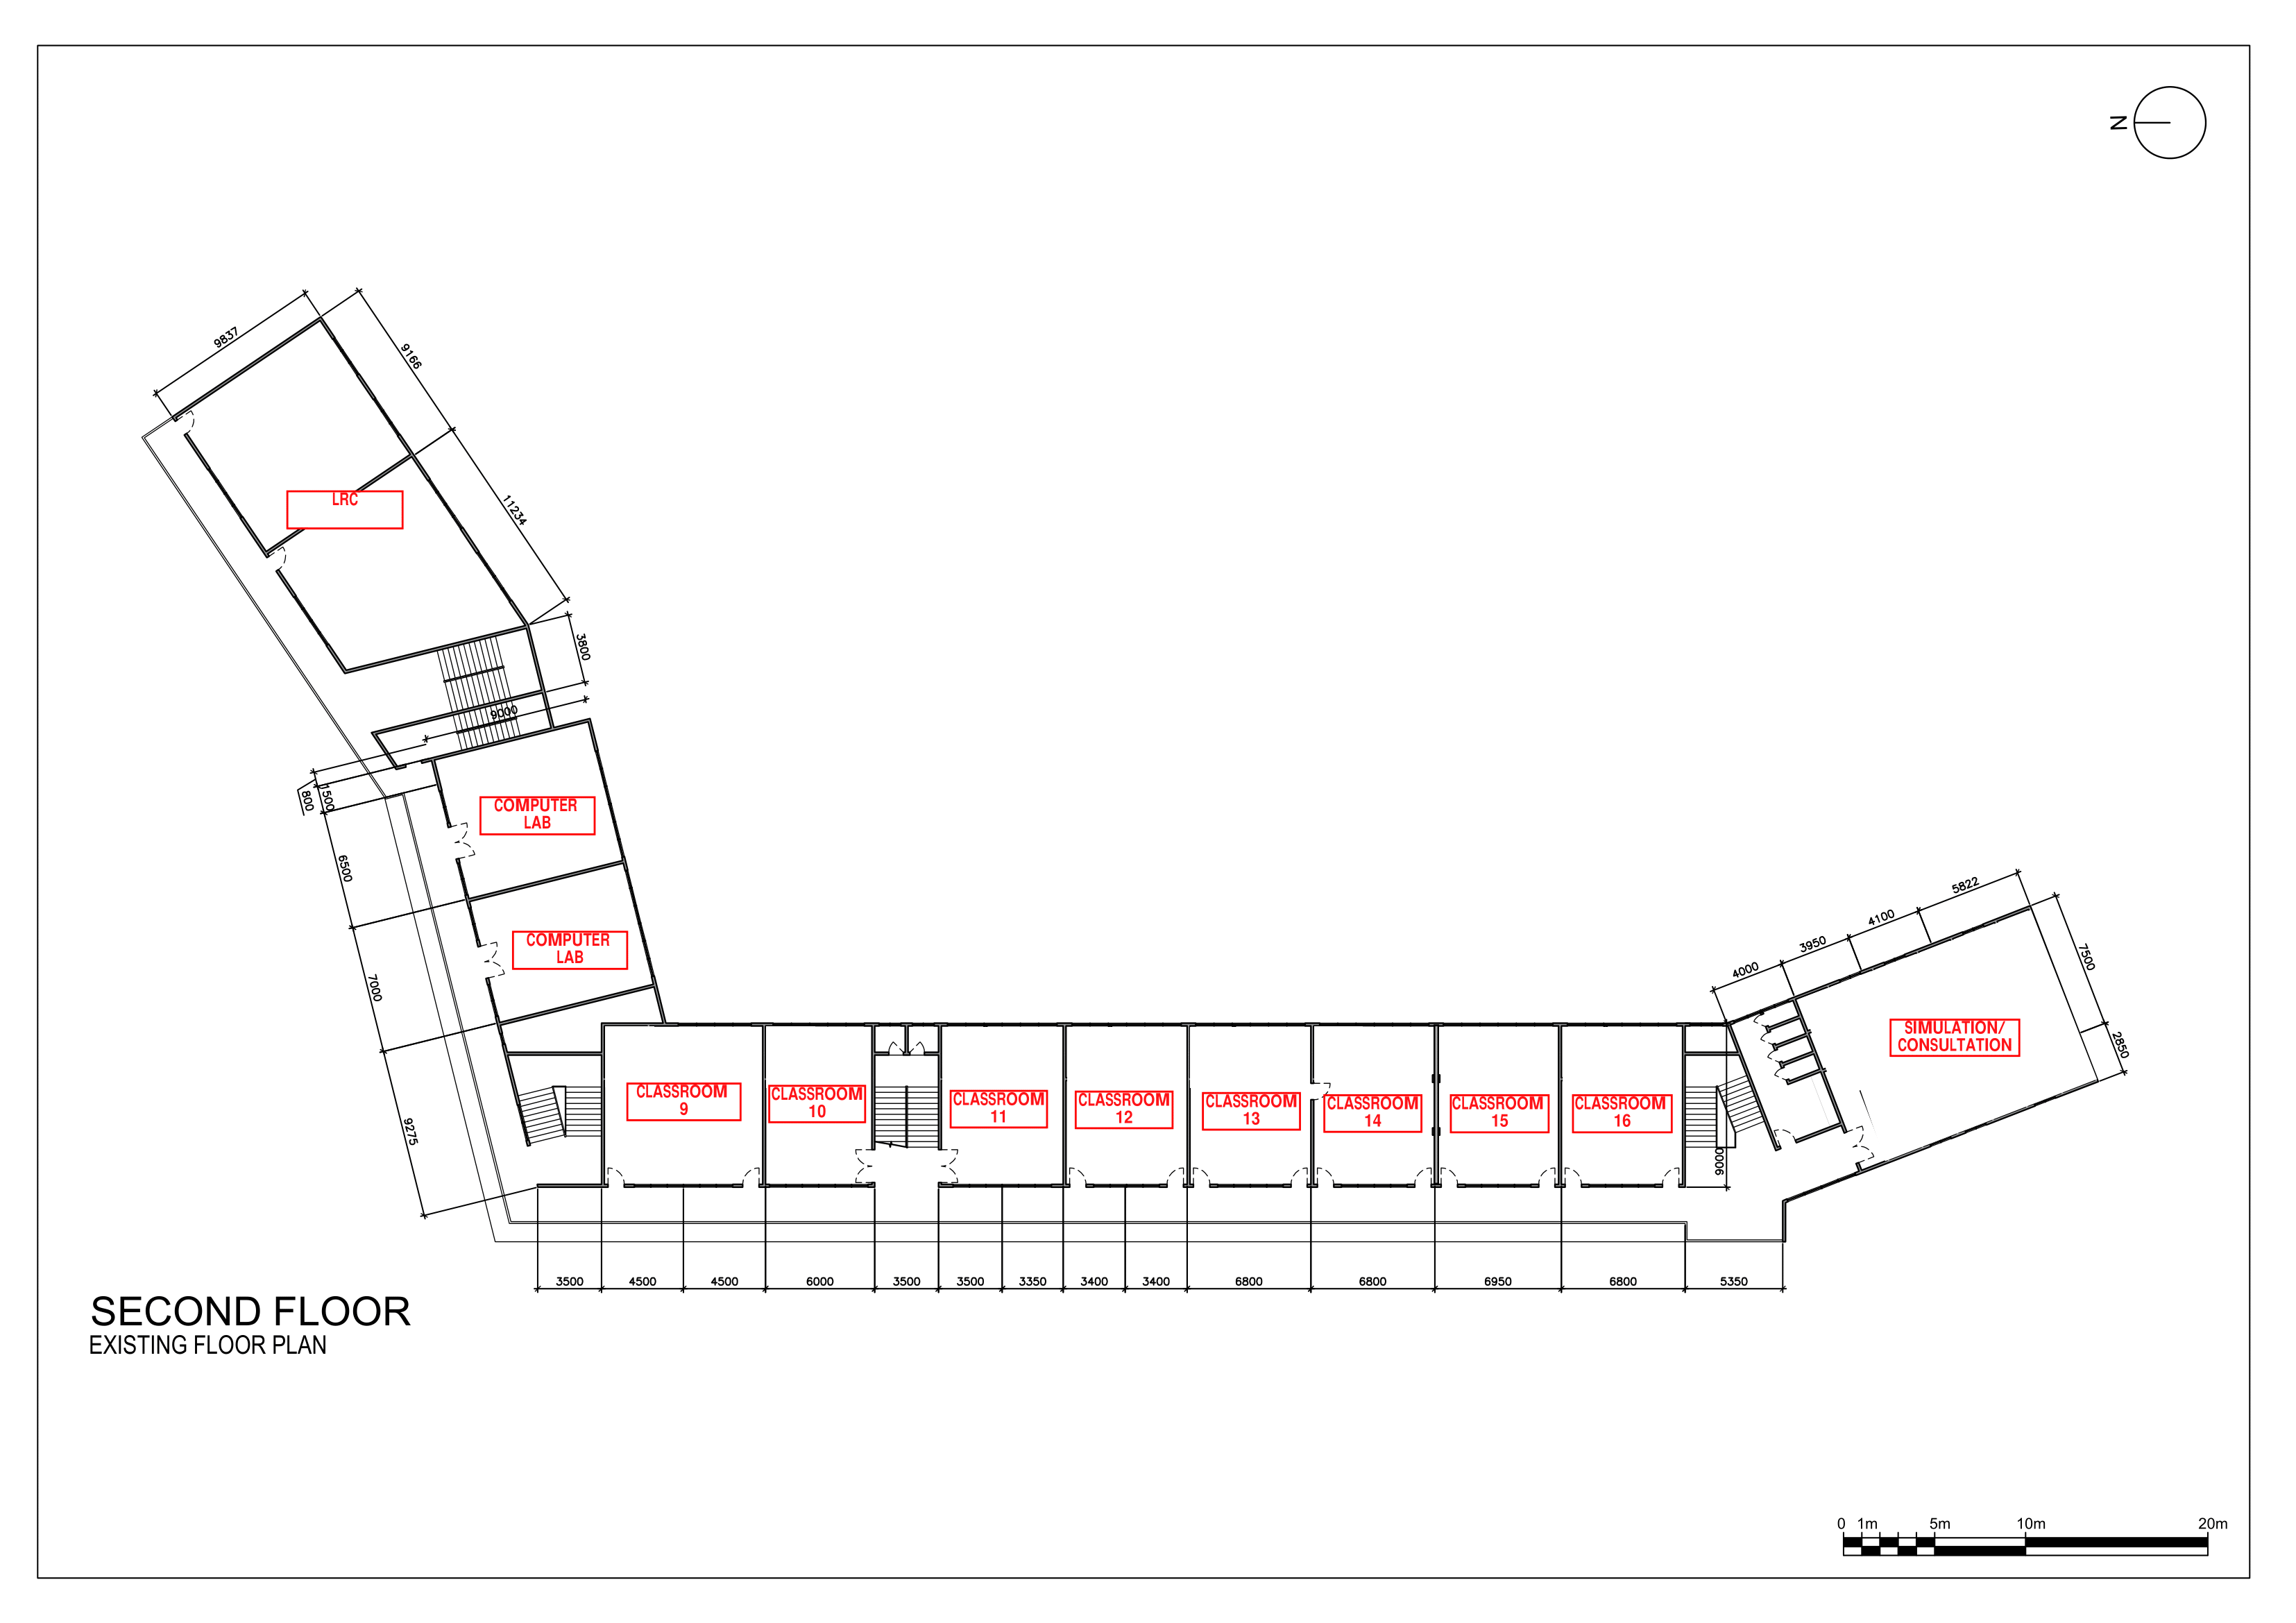 N
9837
9166
LRC
11234
3800
9000
800
1500
COMPUTER
LAB
6500
COMPUTER
LAB
7000
9275
5822
4100
3950
4000
7500
2850
SIMULATION/
CONSULTATION
CLASSROOM
9
CLASSROOM
10
CLASSROOM
11
CLASSROOM
12
CLASSROOM
13
CLASSROOM
14
CLASSROOM
15
CLASSROOM
16
9000
3500 4500 4500 6000 3500 3500 3350 3400 3400 6800 6800 6950 6800 5350
SECOND FLOOR
EXISTING FLOOR PLAN
0 1m 5m 10m 20m